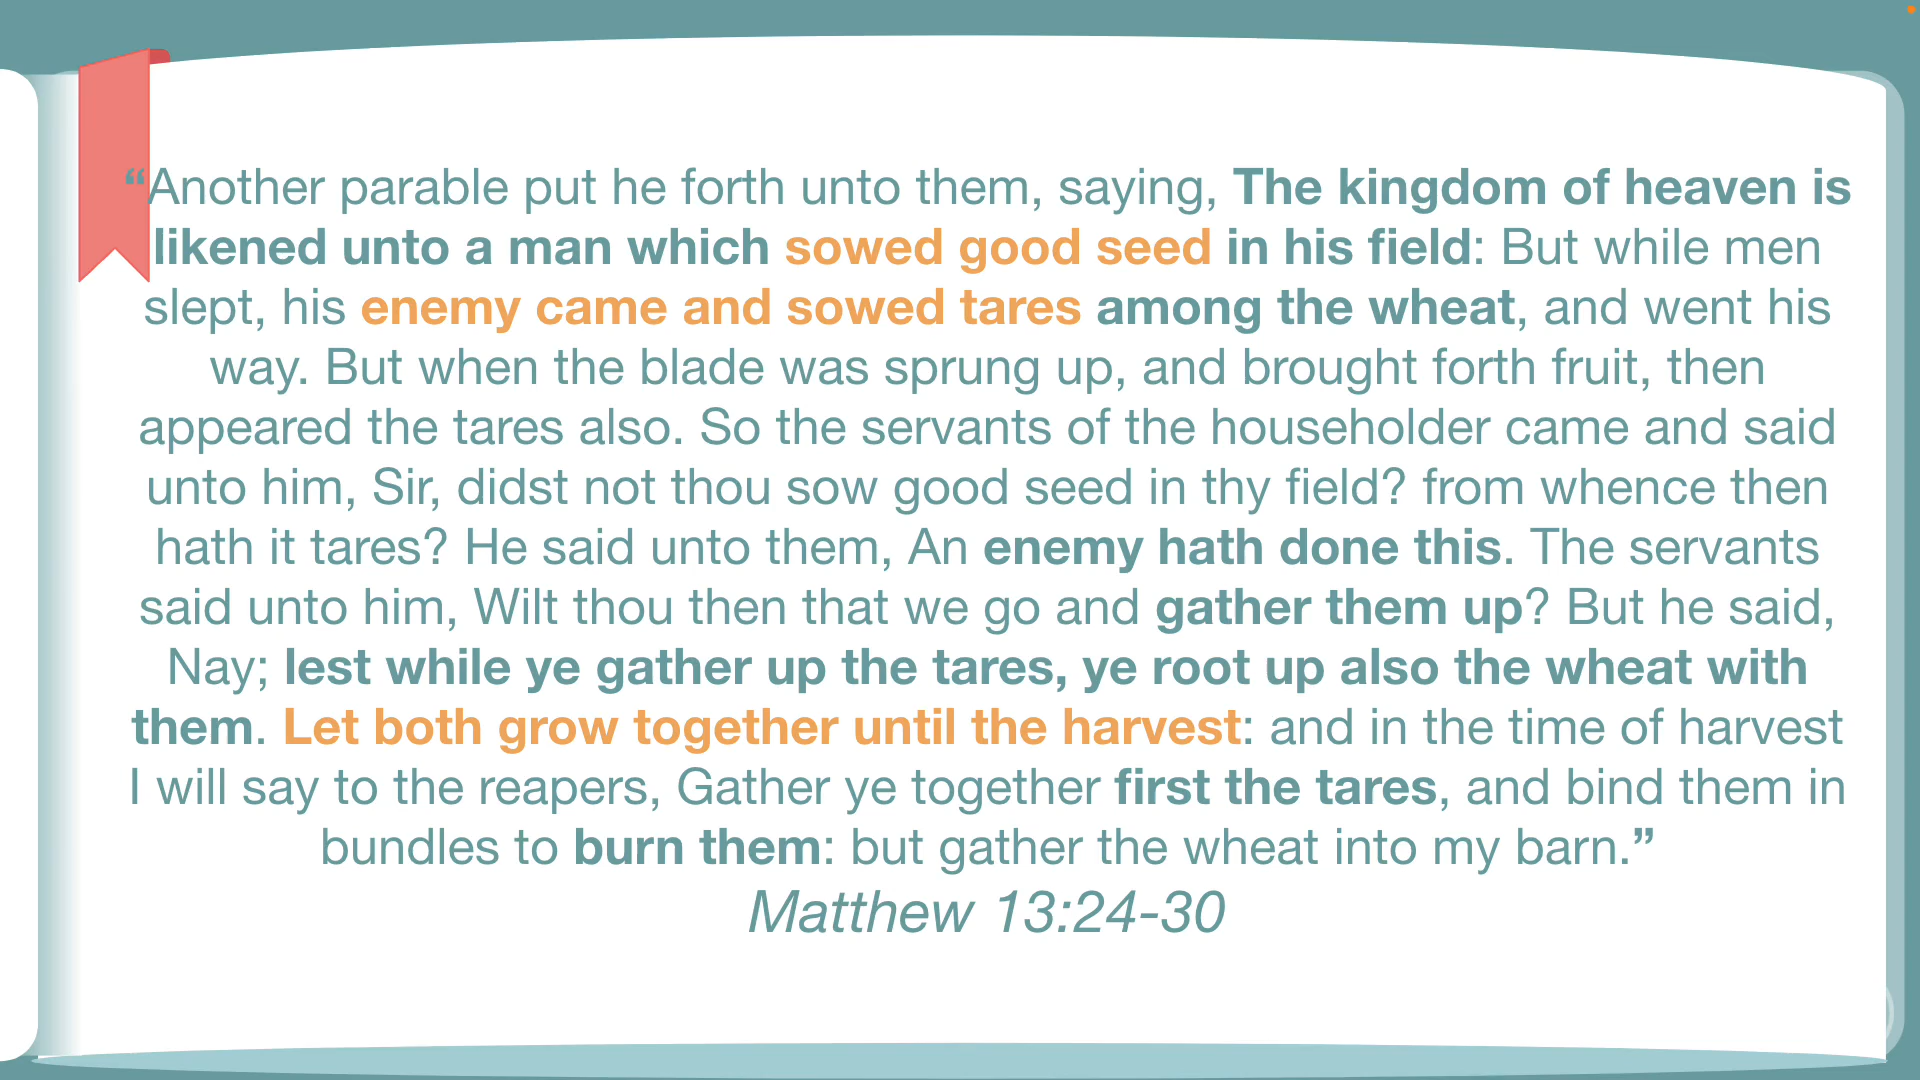 “Another parable put he forth unto them, saying, The kingdom of heaven is
likened unto a man which sowed good seed in his field: But while men
slept, his enemy came and sowed tares among the wheat, and went his
way. But when the blade was sprung up, and brought forth fruit, then
appeared the tares also. So the servants of the householder came and said
unto him, Sir, didst not thou sow good seed in thy field? from whence then
hath it tares? He said unto them, An enemy hath done this. The servants
said unto him, Wilt thou then that we go and gather them up? But he said,
Nay; lest while ye gather up the tares, ye root up also the wheat with
them. Let both grow together until the harvest: and in the time of harvest
I will say to the reapers, Gather ye together first the tares, and bind them in
bundles to burn them: but gather the wheat into my barn.”
Matthew 13:24-30